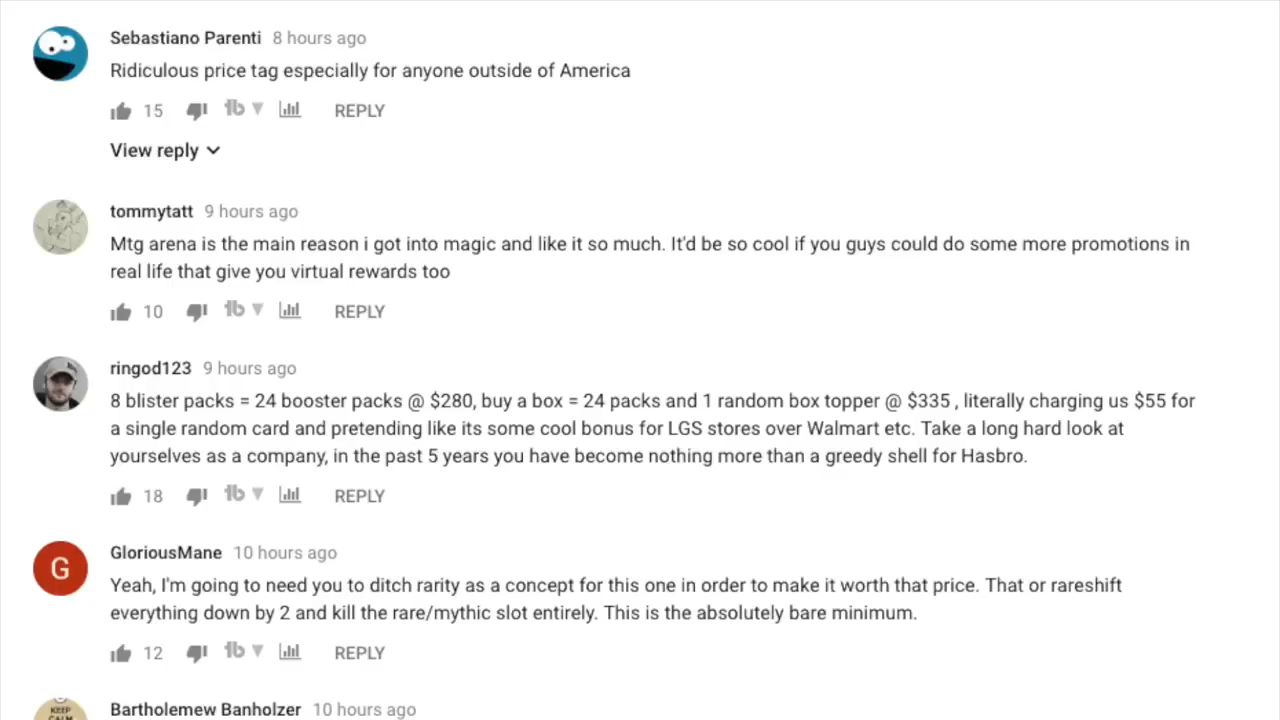 Sebastiano Parenti 8 hours ago
Ridiculous price tag especially for anyone outside of America
15 REPLY
View reply
tommytatt 9 hours ago
Mtg arena is the main reason i got into magic and like it so much. It'd be so cool if you guys could do some more promotions in
real life that give you virtual rewards too
10 REPLY
ringod123 9 hours ago
8 blister packs = 24 booster packs @ $280, buy a box = 24 packs and 1 random box topper @ $335 , literally charging us $55 for
a single random card and pretending like its some cool bonus for LGS stores over Walmart etc. Take a long hard look at
yourselves as a company, in the past 5 years you have become nothing more than a greedy shell for Hasbro.
18 REPLY
G
GloriousMane 10 hours ago
Yeah, I'm going to need you to ditch rarity as a concept for this one in order to make it worth that price. That or rareshift
everything down by 2 and kill the rare/mythic slot entirely. This is the absolutely bare minimum.
12 REPLY
KEEP
Bartholemew Banholzer 10 hours ago